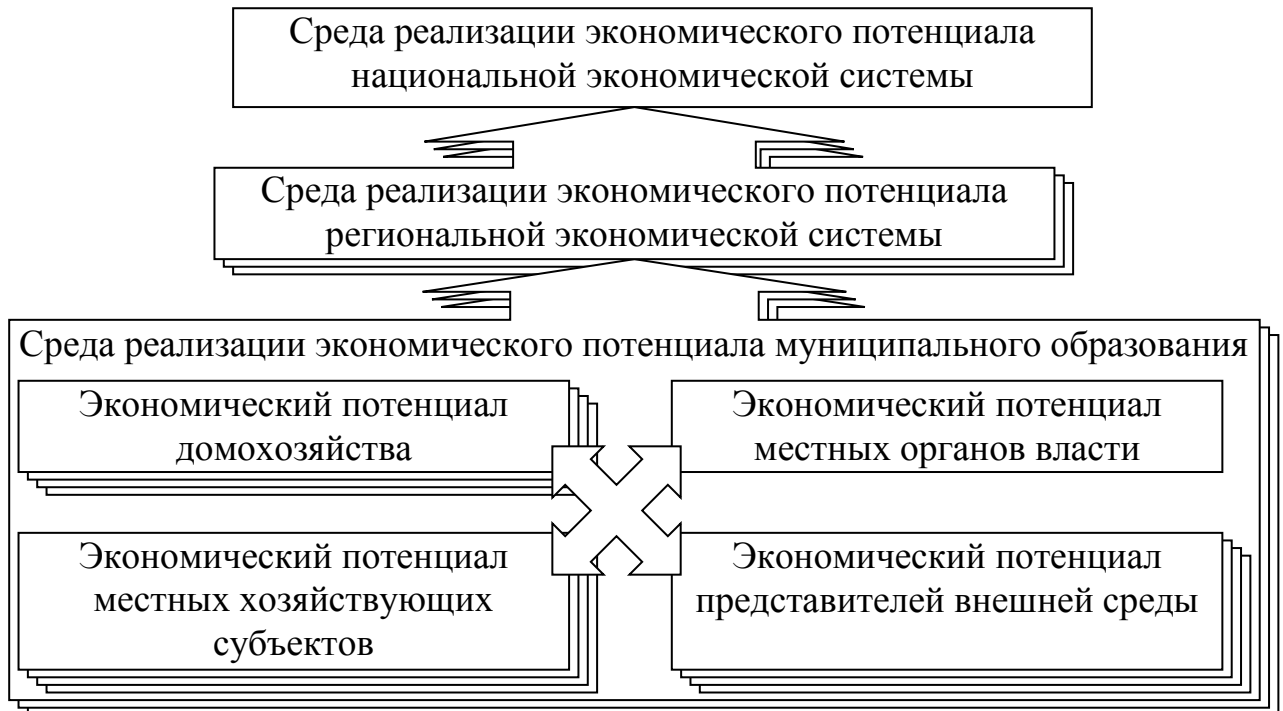 Среда реализации экономического потенциала
национальной экономической системы
Среда реализации экономического потенциала
региональной экономической системы
Среда реализации экономического потенциала муниципального образования
Экономический потенциал
домохозяйства
Экономический потенциал
местных органов власти
Экономический потенциал
местных хозяйствующих
субъектов
Экономический потенциал
представителей внешней среды